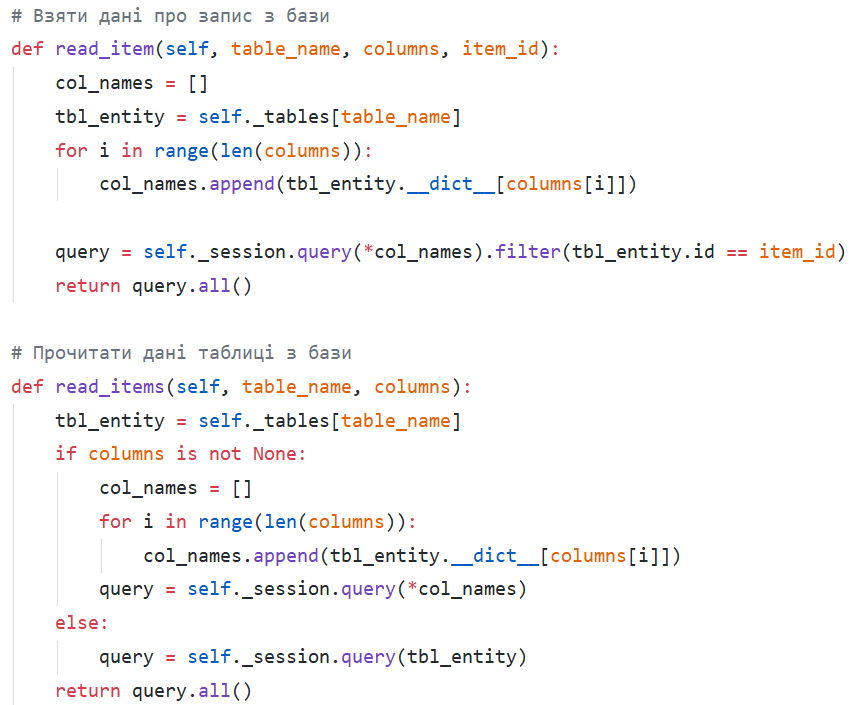 # Взяти дані про запис з бази
def read_item(self, table_name, columns, item_id):
    col_names = []
    tbl_entity = self._tables[table_name]
    for i in range(len(columns)):
        col_names.append(tbl_entity.__dict__[columns[i]])

    query = self._session.query(*col_names).filter(tbl_entity.id == item_id)
    return query.all()

# Прочитати дані таблиці з бази
def read_items(self, table_name, columns):
    tbl_entity = self._tables[table_name]
    if columns is not None:
        col_names = []
        for i in range(len(columns)):
            col_names.append(tbl_entity.__dict__[columns[i]])
        query = self._session.query(*col_names)
    else:
        query = self._session.query(tbl_entity)
    return query.all()